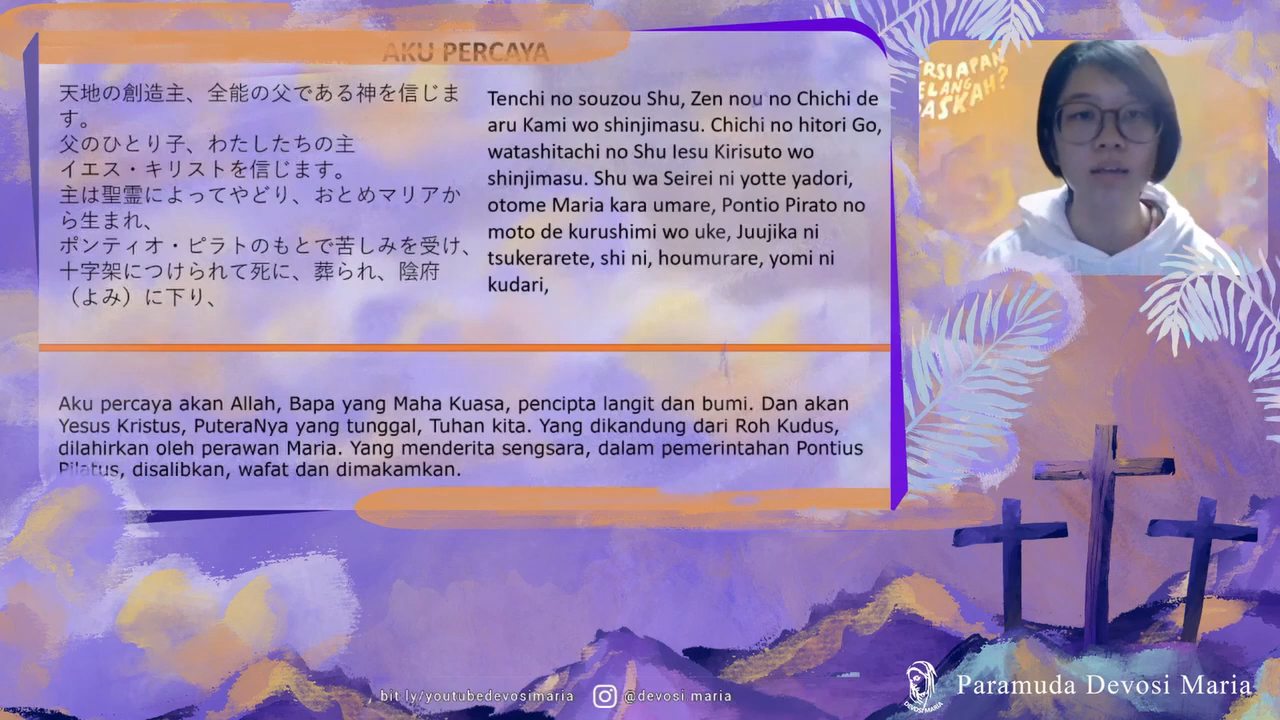 AKU PERCAYA
天地の創造主、全能の父である神を信じま
す。
父のひとり子、わたしたちの主
イエス・キリストを信じます。
主は聖霊によってやどり、おとめマリアか
ら生まれ、
ポンティオ・ピラトのもとで苦しみを受け、
十字架につけられて死に、葬られ、陰府
（よみ）に下り、
Tenchi no souzou Shu, Zen nou no Chichi de
aru Kami wo shinjimasu. Chichi no hitori Go,
watashitachi no Shu Iesu Kirisuto wo
shinjimasu. Shu wa Seirei ni yotte yadori,
otome Maria kara umare, Pontio Pirato no
moto de kurushimi wo uke, Juujika ni
tsukerarete, shi ni, houmurare, yomi ni
kudari,
Aku percaya akan Allah, Bapa yang Maha Kuasa, pencipta langit dan bumi. Dan akan
Yesus Kristus, PuteraNya yang tunggal, Tuhan kita. Yang dikandung dari Roh Kudus,
dilahirkan oleh perawan Maria. Yang menderita sengsara, dalam pemerintahan Pontius
Pilatus, disalibkan, wafat dan dimakamkan.
RSIAPAN
ELANG
ASKAH?
bit ly/youtubedevosimaria
@devosi maria
DEVOSI MARIA
Paramuda Devosi Maria